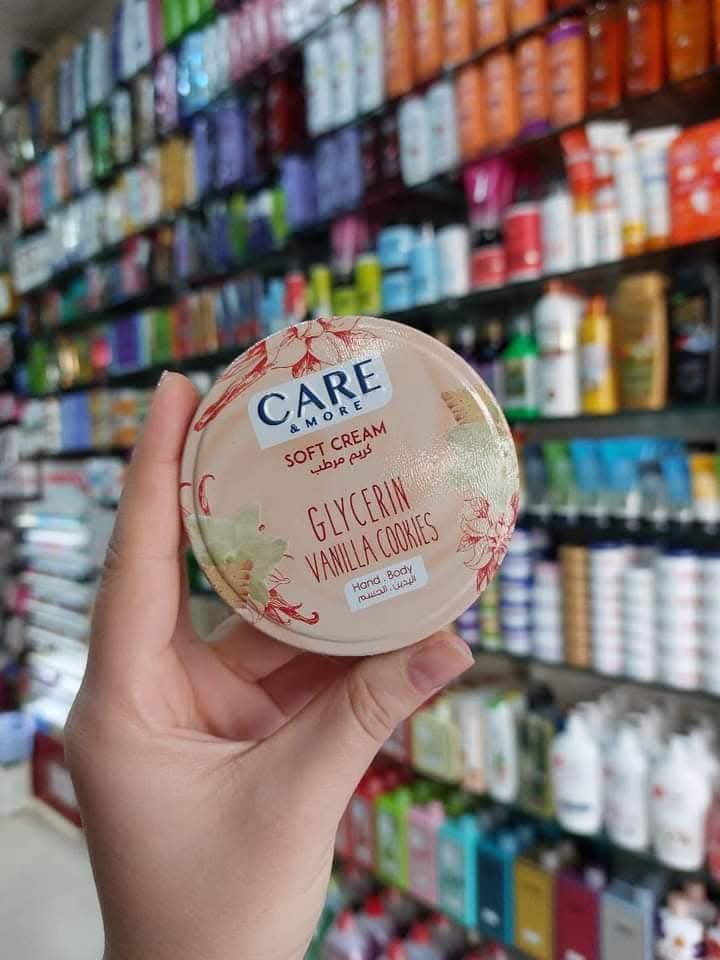 CARE
& MORE
SOFT CREAM
كريم مرطب
GLYCERIN
VANILLA COOKIES
Hand . Body
اليدين . الجسم